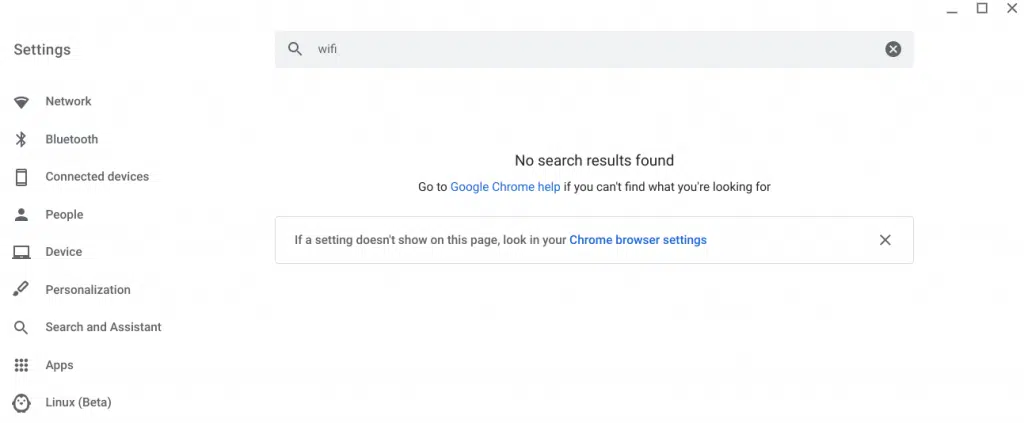 Settings
wifi
Network
Bluetooth
Connected devices
People
Device
Personalization
Search and Assistant
Apps
Linux (Beta)
No search results found
Go to Google Chrome help if you can't find what you're looking for
If a setting doesn't show on this page, look in your Chrome browser settings